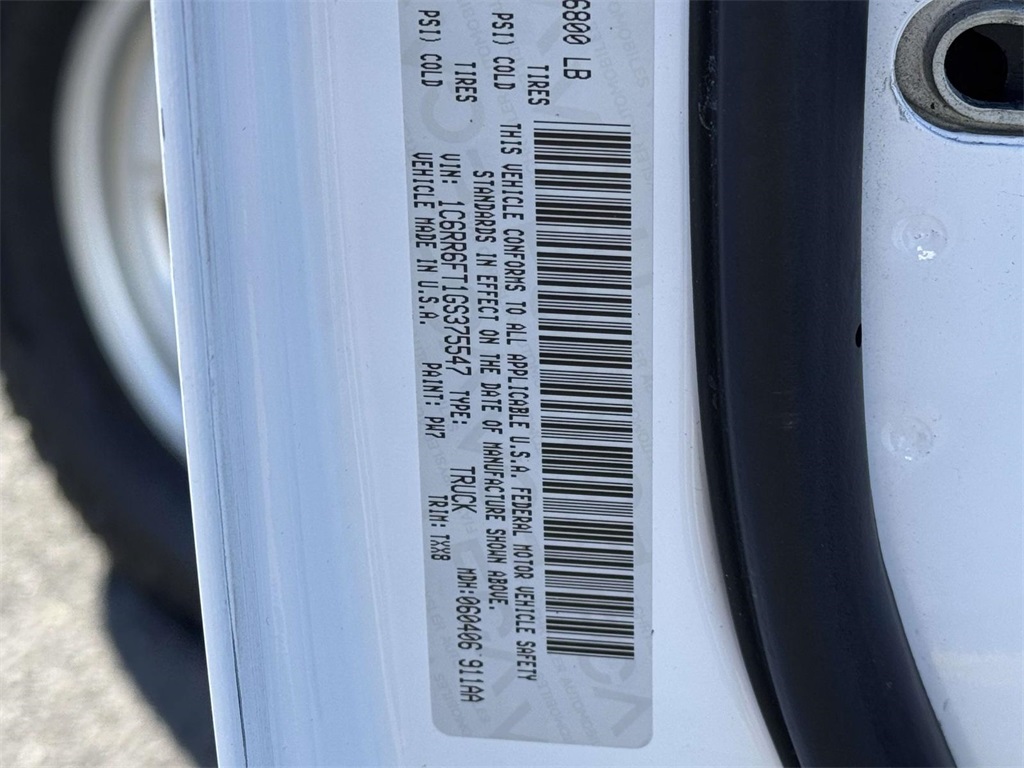 6800 LB
TIRES
PSI) COLD
TIRES
PSI) COLD
THIS VEHICLE CONFORMS TO ALL APPLICABLE U.S.A. FEDERAL MOTOR VEHICLE SAFETY
STANDARDS IN EFFECT ON THE DATE OF MANUFACTURE SHOWN ABOVE.
VIN: 1C6RR6FT1GS375547 TYPE: TRUCK MDH:060406 911AA
VEHICLE MADE IN U.S.A. PAINT: PW7 TRIM: TXX8